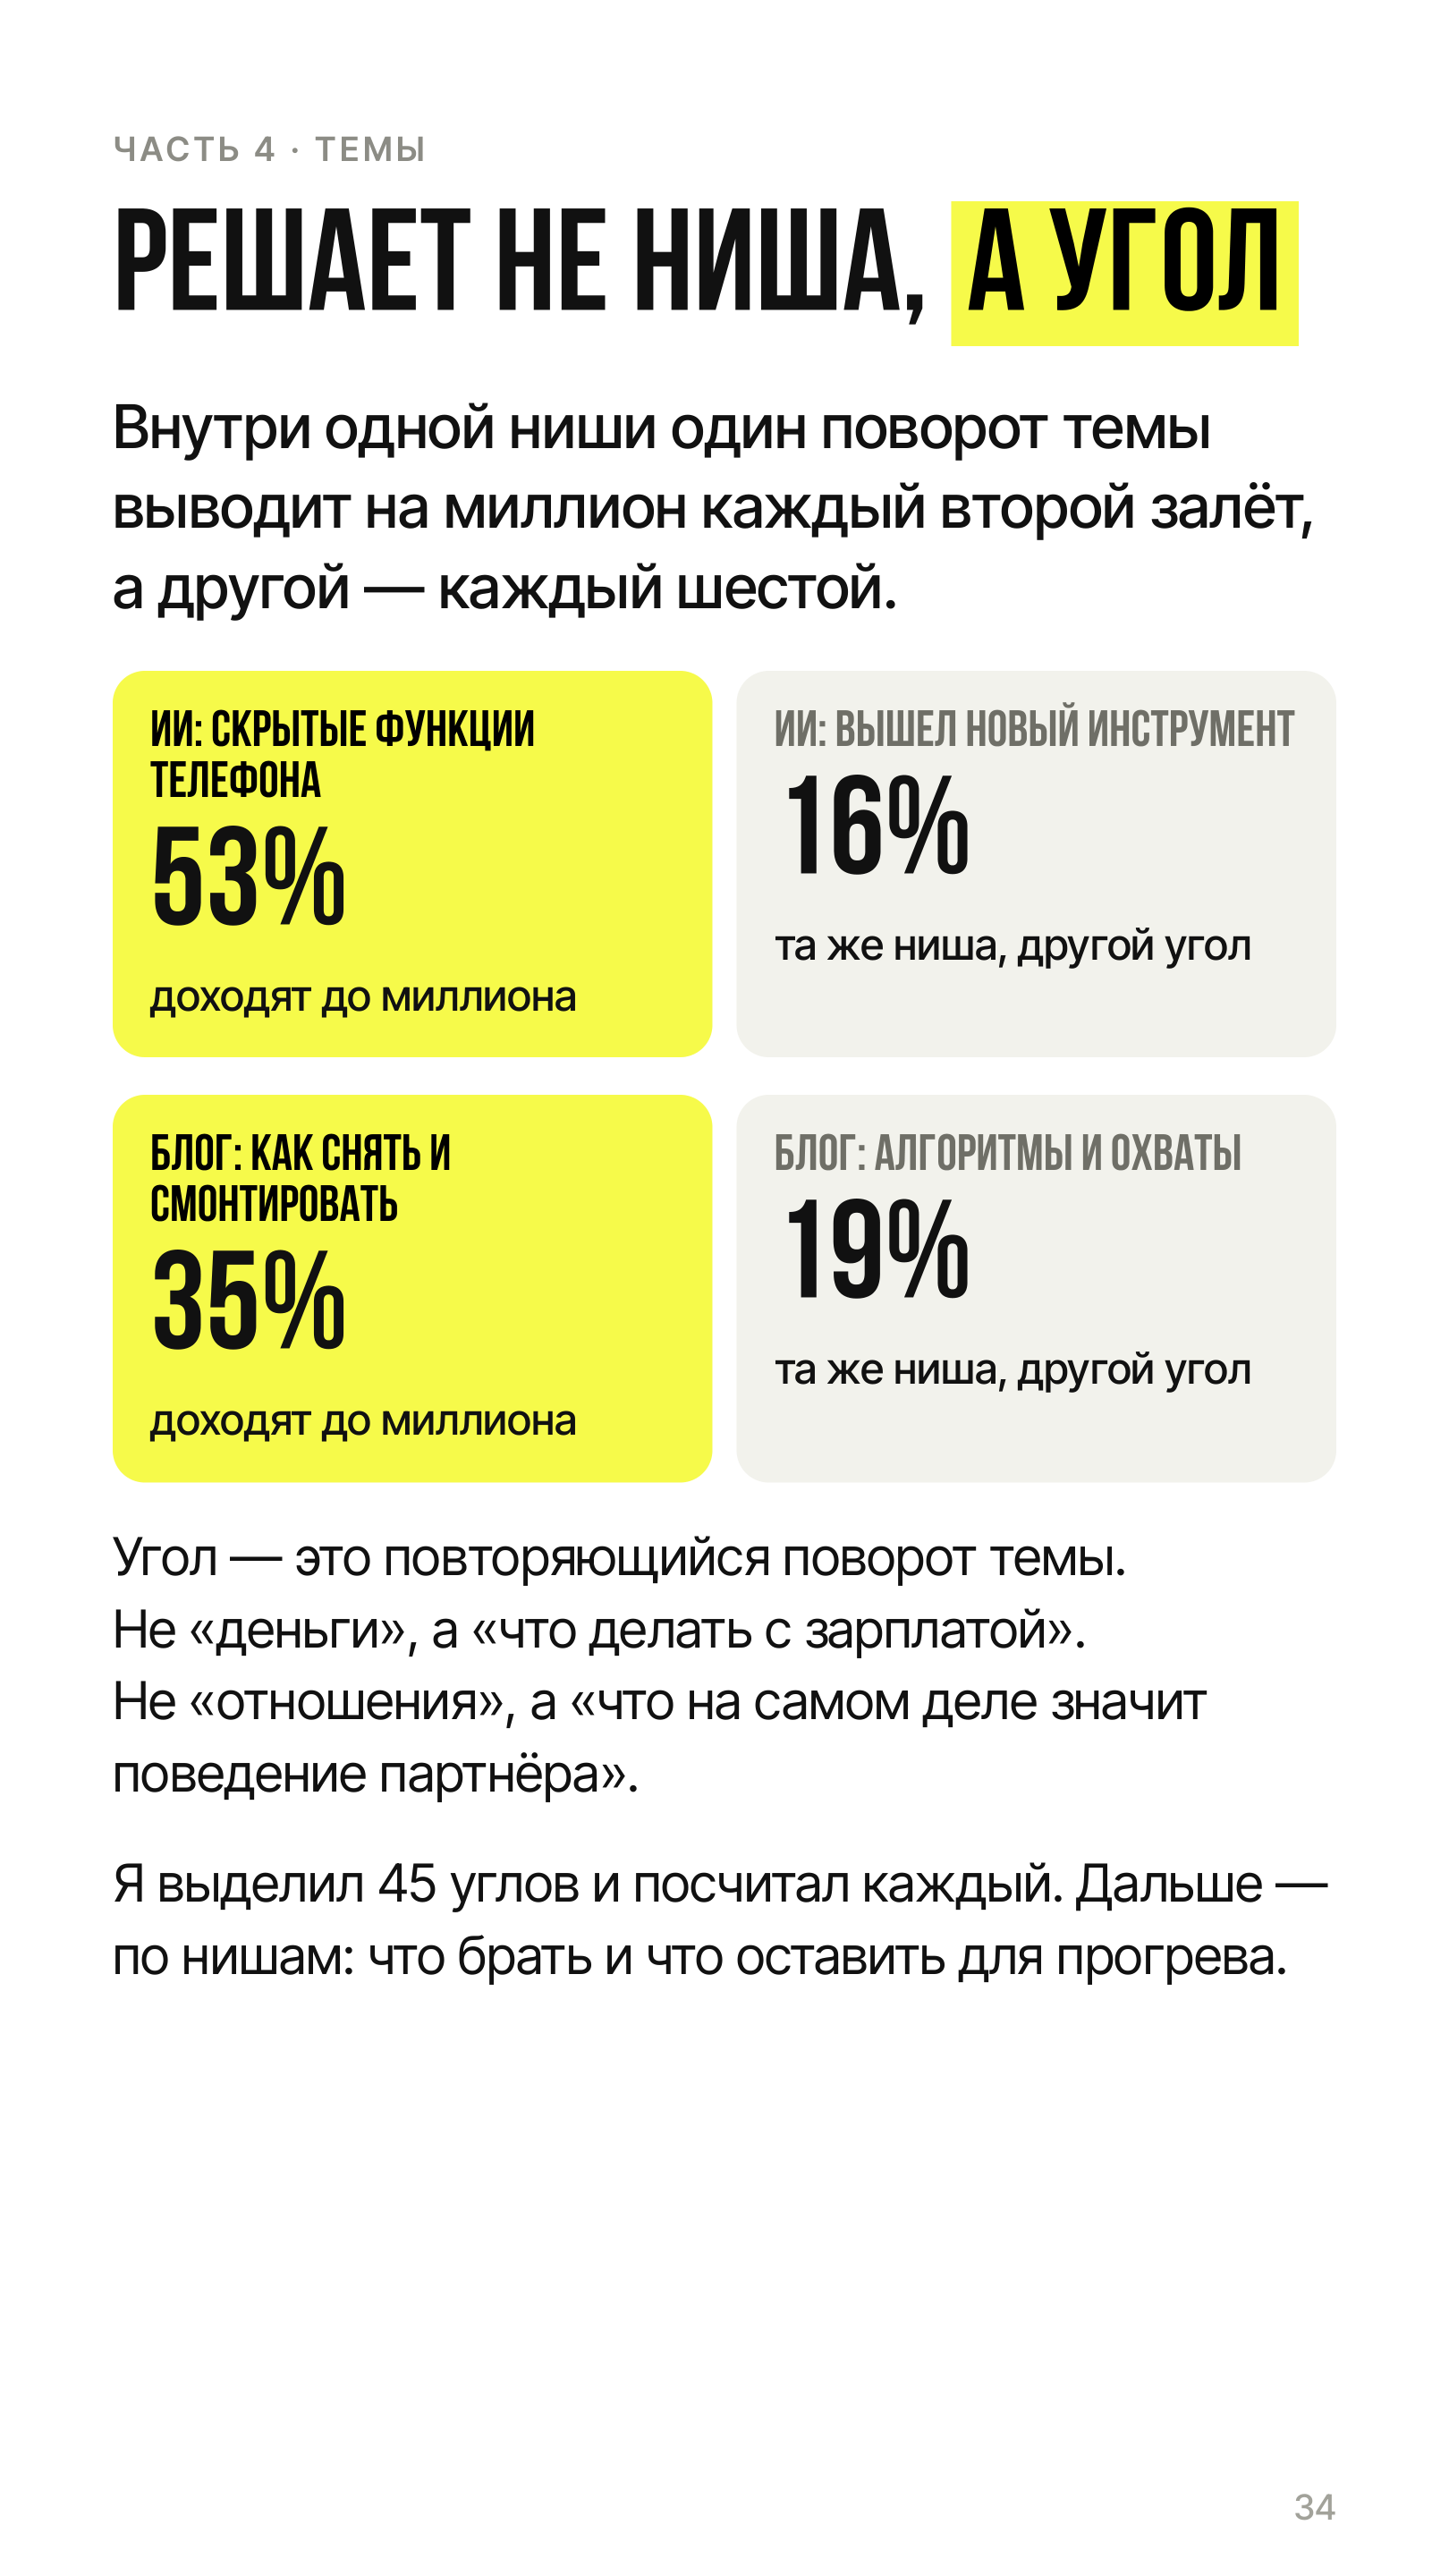 ЧАСТЬ 4 · ТЕМЫ
РЕШАЕТ НЕ НИША, А УГОЛ
Внутри одной ниши один поворот темы
выводит на миллион каждый второй залёт,
а другой — каждый шестой.
ИИ: СКРЫТЫЕ ФУНКЦИИ
ТЕЛЕФОНА
53%
доходят до миллиона
ИИ: ВЫШЕЛ НОВЫЙ ИНСТРУМЕНТ
16%
та же ниша, другой угол
БЛОГ: КАК СНЯТЬ И
СМОНТИРОВАТЬ
35%
доходят до миллиона
БЛОГ: АЛГОРИТМЫ И ОХВАТЫ
19%
та же ниша, другой угол
Угол — это повторяющийся поворот темы.
Не «деньги», а «что делать с зарплатой».
Не «отношения», а «что на самом деле значит
поведение партнёра».
Я выделил 45 углов и посчитал каждый. Дальше —
по нишам: что брать и что оставить для прогрева.
34